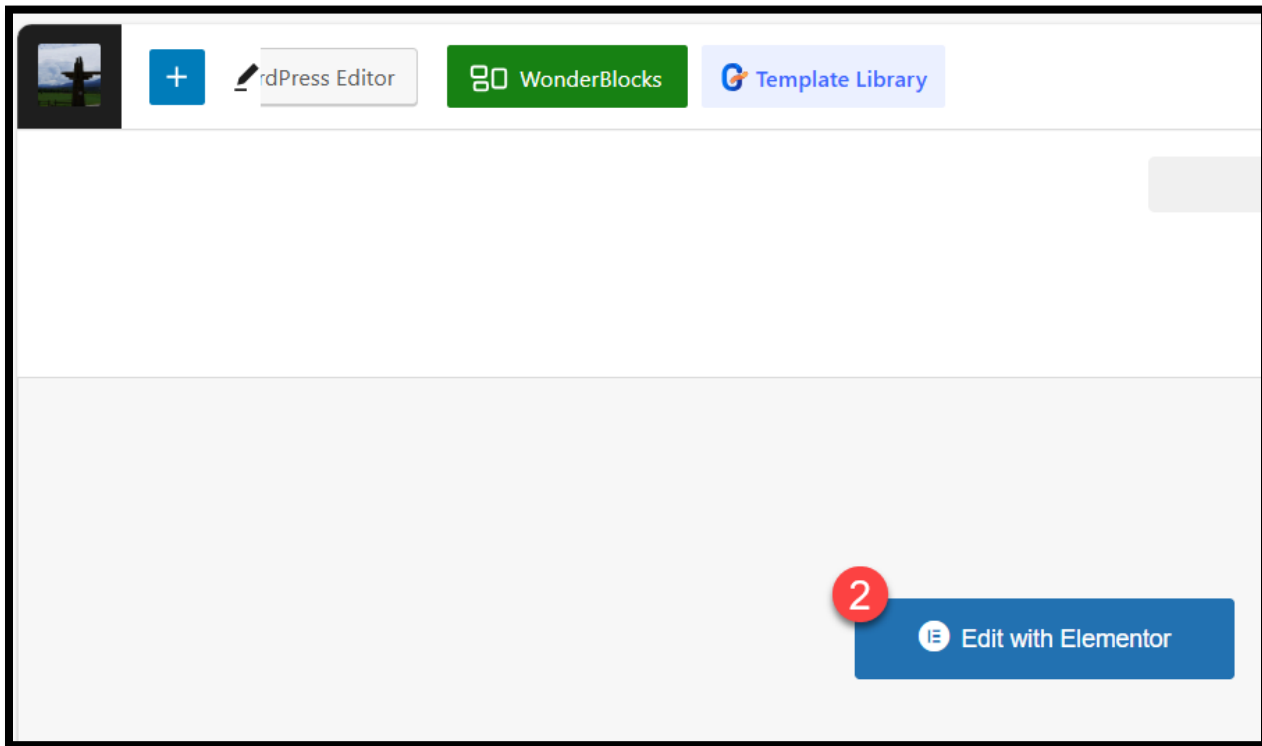 rdPress Editor
WonderBlocks
Template Library
2
Edit with Elementor